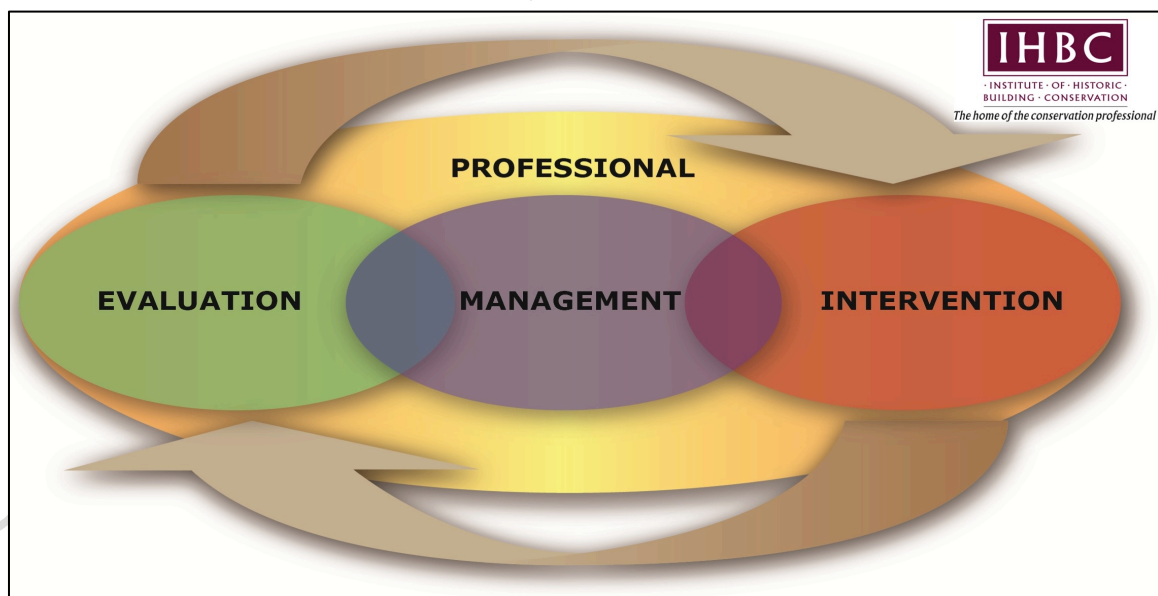 IHBC
· INSTITUTE · OF · HISTORIC ·
BUILDING · CONSERVATION
The home of the conservation professional
PROFESSIONAL
EVALUATION
MANAGEMENT
INTERVENTION